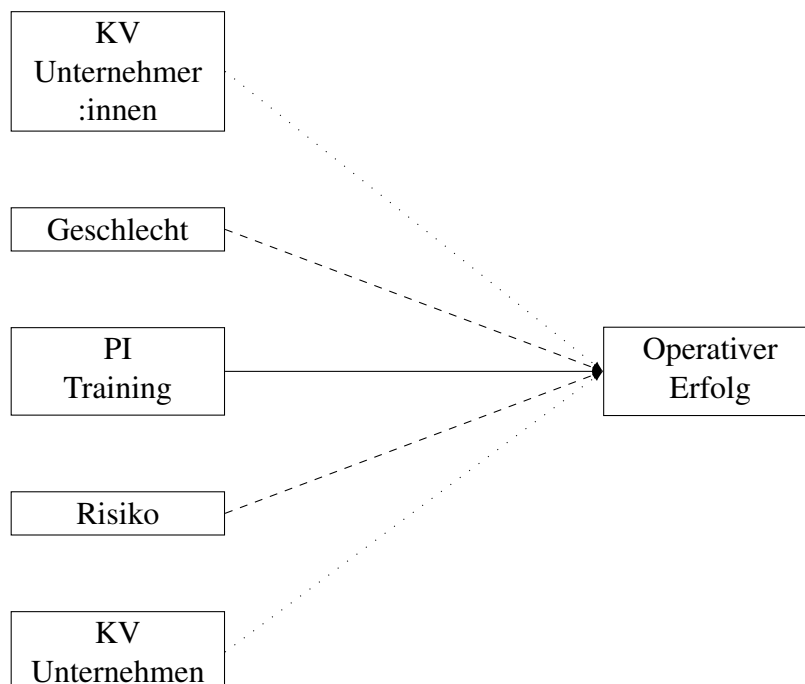 KV
Unternehmer
:innen
Geschlecht
PI
Training
Operativer
Erfolg
Risiko
KV
Unternehmen